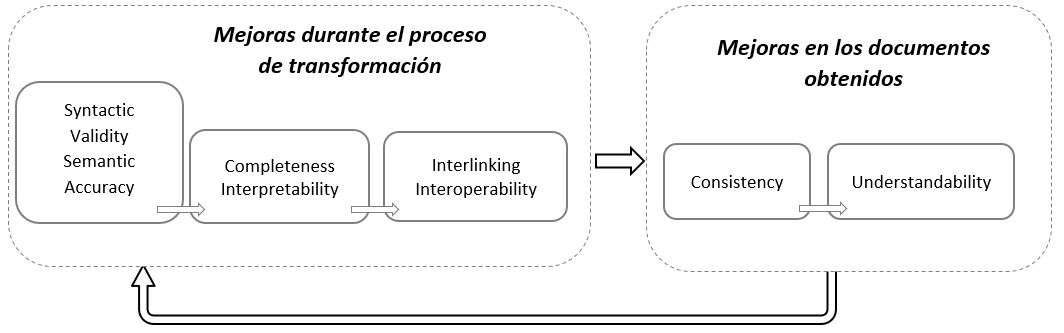 Mejoras durante el proceso
de transformación
Syntactic
Validity
Semantic
Accuracy
Completeness
Interpretability
Interlinking
Interoperability
Mejoras en los documentos
obtenidos
Consistency
Understandability